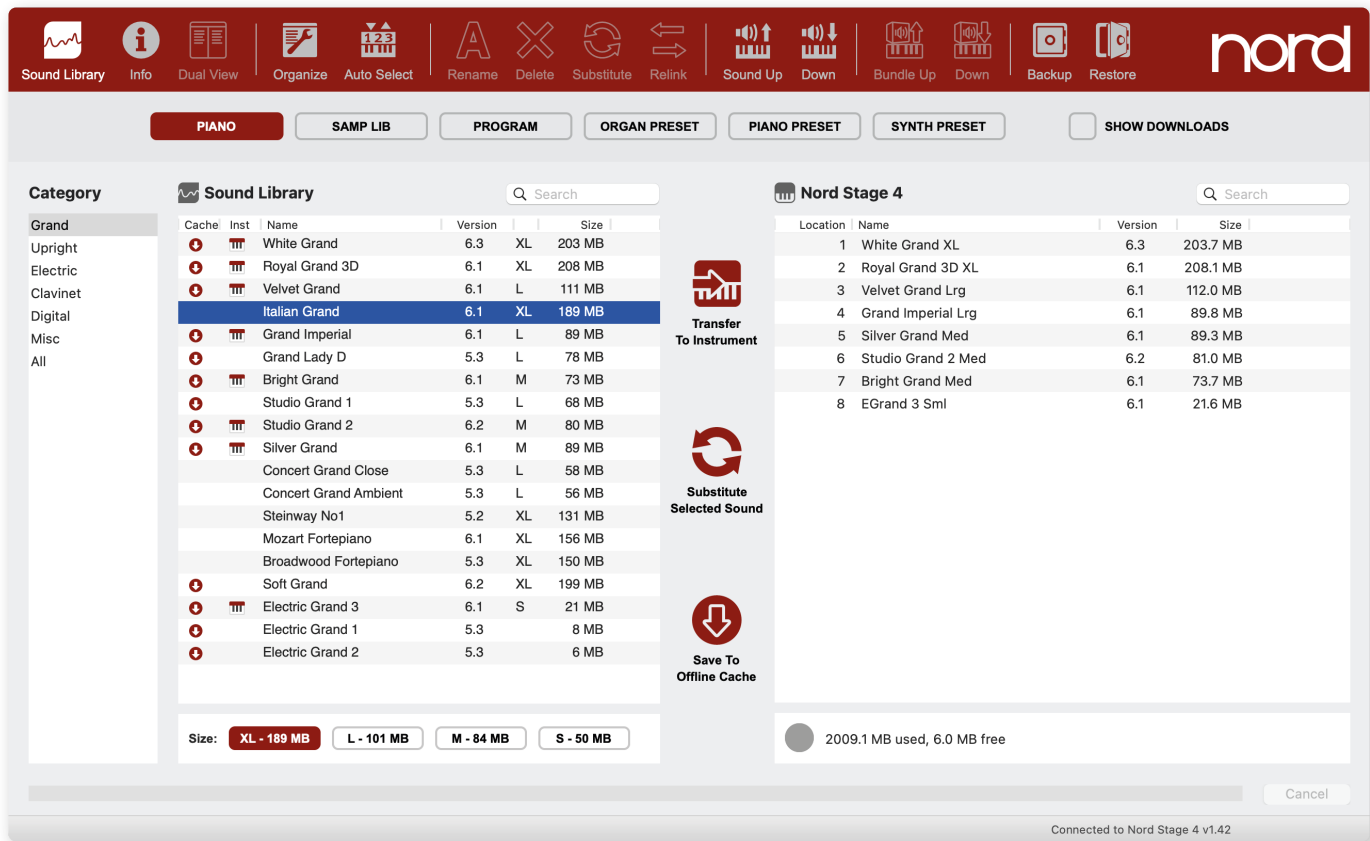 Sound Library Info Dual View Organize Auto Select Rename Delete Substitute Relink Sound Up Down Bundle Up Down Backup Restore nord
123
PIANO SAMP LIB PROGRAM ORGAN PRESET PIANO PRESET SYNTH PRESET SHOW DOWNLOADS
Category
Grand
Upright
Electric
Clavinet
Digital
Misc
All
Sound Library Search
Cache Inst Name Version Size
White Grand 6.3 XL 203 MB
Royal Grand 3D 6.1 XL 208 MB
Velvet Grand 6.1 L 111 MB
Italian Grand 6.1 XL 189 MB
Grand Imperial 6.1 L 89 MB
Grand Lady D 5.3 L 78 MB
Bright Grand 6.1 M 73 MB
Studio Grand 1 5.3 L 68 MB
Studio Grand 2 6.2 M 80 MB
Silver Grand 6.1 M 89 MB
Concert Grand Close 5.3 L 58 MB
Concert Grand Ambient 5.3 L 56 MB
Steinway No1 5.2 XL 131 MB
Mozart Fortepiano 6.1 XL 156 MB
Broadwood Fortepiano 5.3 XL 150 MB
Soft Grand 6.2 XL 199 MB
Electric Grand 3 6.1 S 21 MB
Electric Grand 1 5.3 8 MB
Electric Grand 2 5.3 6 MB
Size: XL - 189 MB L - 101 MB M - 84 MB S - 50 MB
Transfer
To Instrument
Substitute
Selected Sound
Save To
Offline Cache
Nord Stage 4 Search
Location Name Version Size
1 White Grand XL 6.3 203.7 MB
2 Royal Grand 3D XL 6.1 208.1 MB
3 Velvet Grand Lrg 6.1 112.0 MB
4 Grand Imperial Lrg 6.1 89.8 MB
5 Silver Grand Med 6.1 89.3 MB
6 Studio Grand 2 Med 6.2 81.0 MB
7 Bright Grand Med 6.1 73.7 MB
8 EGrand 3 Sml 6.1 21.6 MB
2009.1 MB used, 6.0 MB free
Cancel
Connected to Nord Stage 4 v1.42